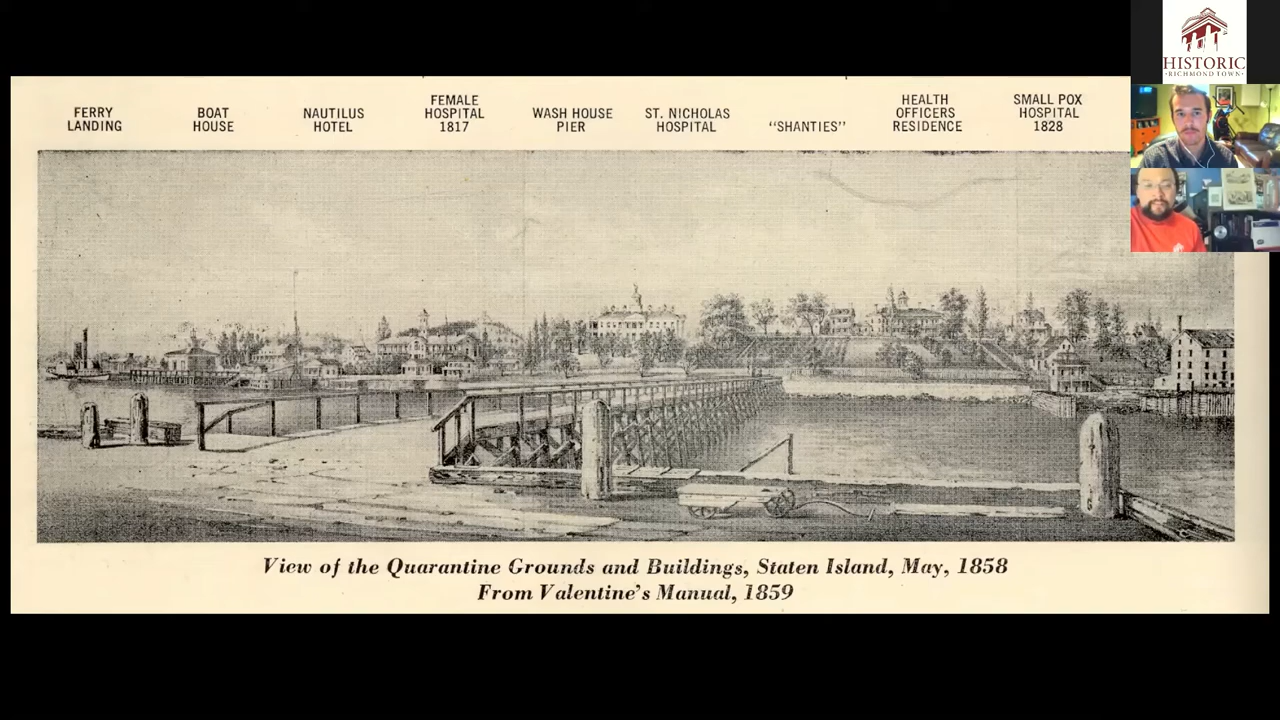 FERRY
LANDING
BOAT
HOUSE
NAUTILUS
HOTEL
FEMALE
HOSPITAL
1817
WASH HOUSE
PIER
ST. NICHOLAS
HOSPITAL
“SHANTIES”
HEALTH
OFFICERS
RESIDENCE
SMALL POX
HOSPITAL
1828
HISTORIC
•RICHMOND TOWN•
View of the Quarantine Grounds and Buildings, Staten Island, May, 1858
From Valentine's Manual, 1859